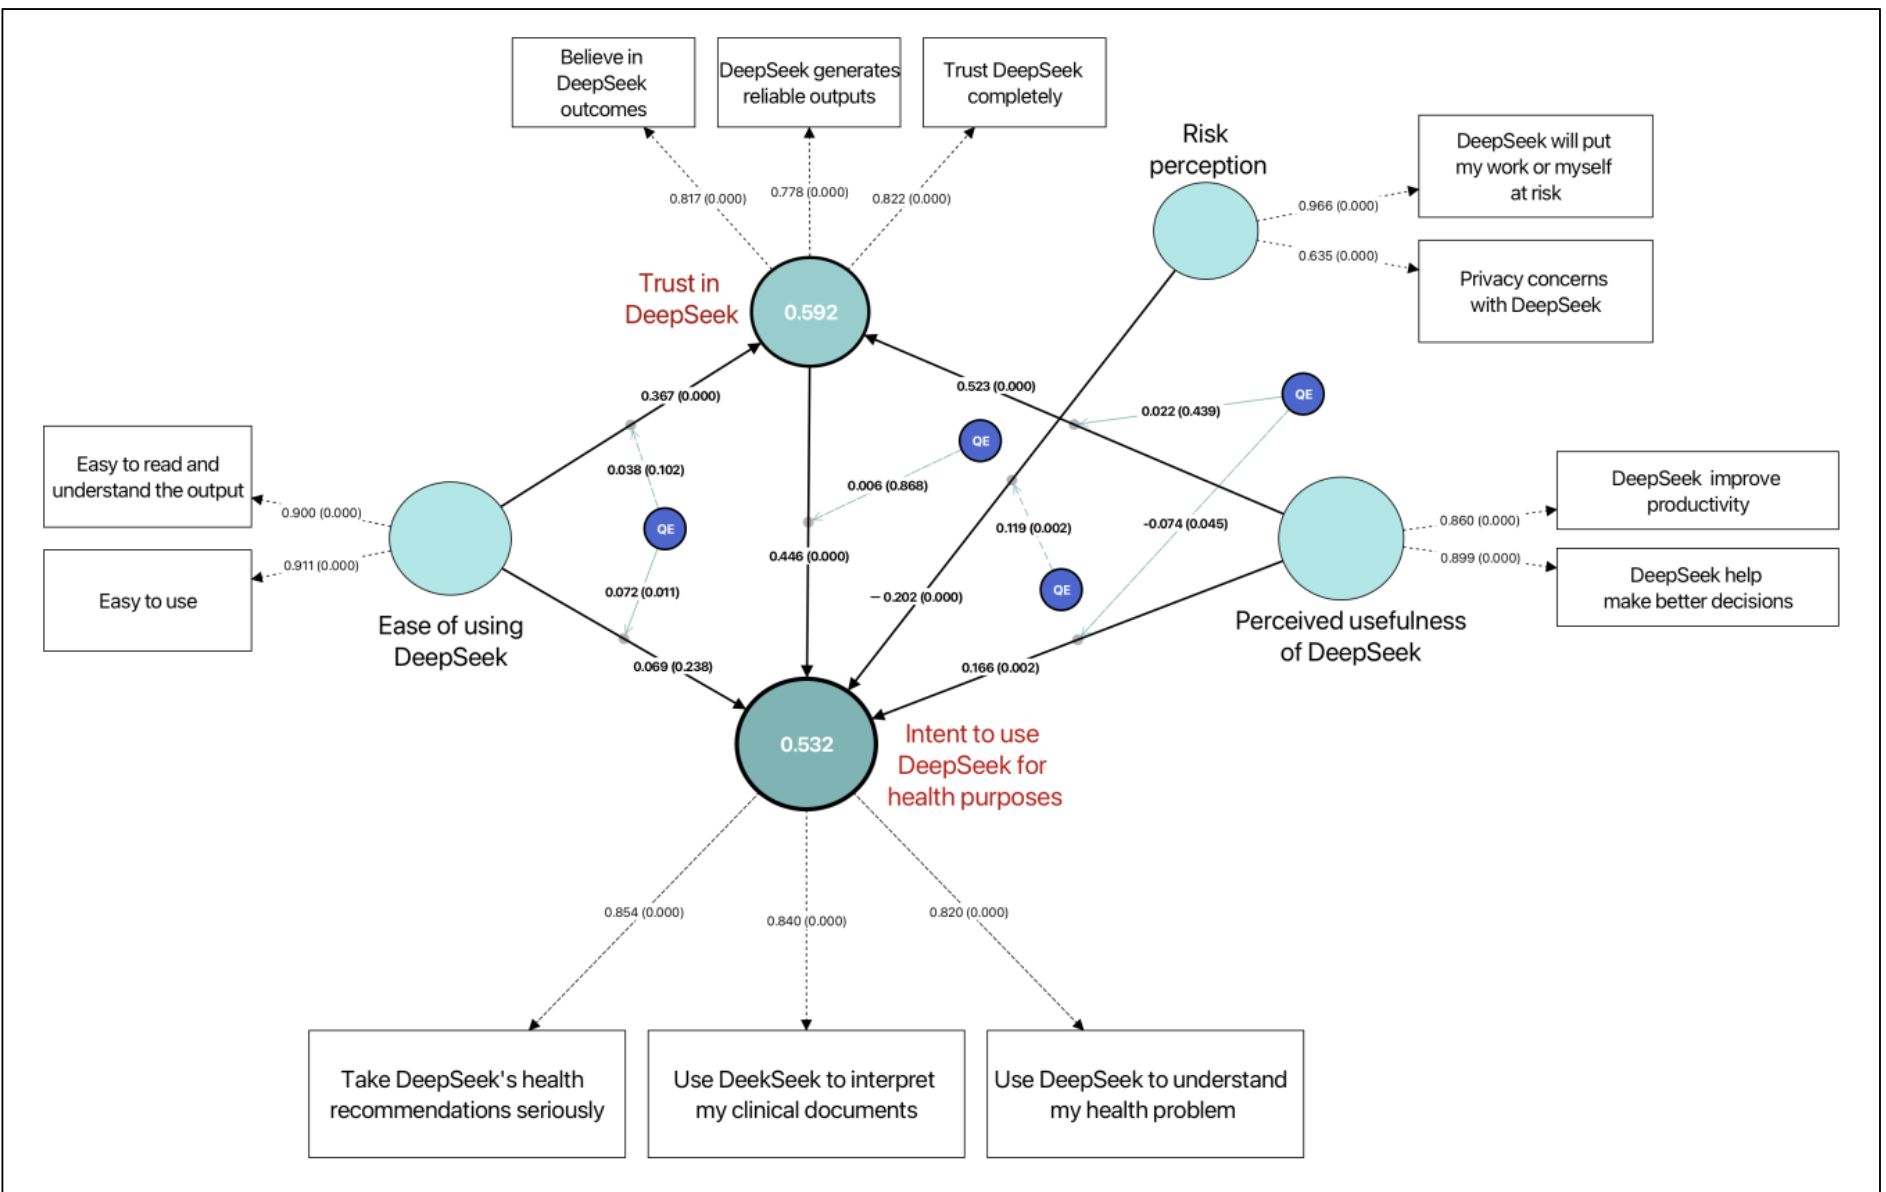 Believe in
DeepSeek
outcomes
DeepSeek generates
reliable outputs
Trust DeepSeek
completely
Risk
perception
DeepSeek will put
my work or myself
at risk
Privacy concerns
with DeepSeek
0.817 (0.000)
0.778 (0.000)
0.822 (0.000)
0.966 (0.000)
0.635 (0.000)
Trust in
DeepSeek
0.592
0.367 (0.000)
0.523 (0.000)
QE
0.022 (0.439)
QE
0.038 (0.102)
0.006 (0.868)
Easy to read and
understand the output
0.900 (0.000)
Easy to use
0.911 (0.000)
QE
0.119 (0.002)
-0.074 (0.045)
DeepSeek improve
productivity
0.860 (0.000)
DeepSeek help
make better decisions
0.899 (0.000)
0.446 (0.000)
0.072 (0.011)
– 0.202 (0.000)
QE
Ease of using
DeepSeek
Perceived usefulness
of DeepSeek
0.069 (0.238)
0.166 (0.002)
0.532
Intent to use
DeepSeek for
health purposes
0.854 (0.000)
0.840 (0.000)
0.820 (0.000)
Take DeepSeek's health
recommendations seriously
Use DeekSeek to interpret
my clinical documents
Use DeepSeek to understand
my health problem